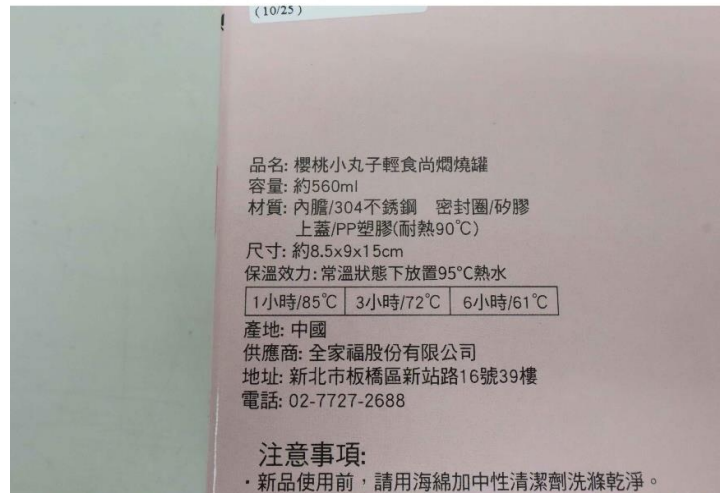 (10/25)
品名: 櫻桃小丸子輕食尚燜燒罐
容量: 約560ml
材質: 內膽/304不銹鋼 密封圈/矽膠
上蓋/PP塑膠(耐熱90℃)
尺寸: 約8.5x9x15cm
保溫效力: 常溫狀態下放置95℃熱水
1小時/85℃ 3小時/72℃ 6小時/61℃
產地: 中國
供應商: 全家福股份有限公司
地址: 新北市板橋區新站路16號39樓
電話: 02-7727-2688
注意事項:
· 新品使用前，請用海綿加中性清潔劑洗滌乾淨。